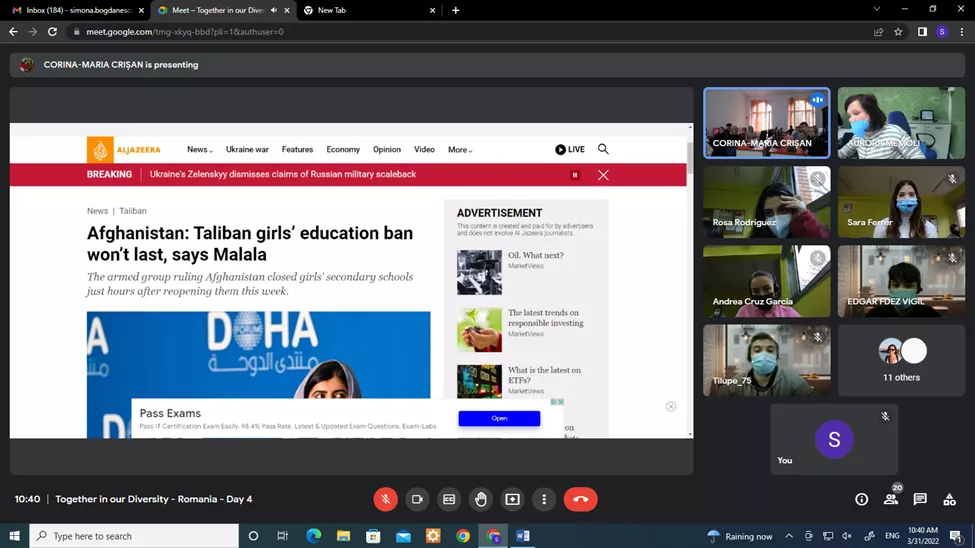 Inbox (184) - simona.bogdanesc
Meet – Together in our Diversi
New Tab
meet.google.com/tmg-xkyq-bbd?pli=1&authuser=0
CORINA-MARIA CRIȘAN is presenting
ALJAZEERA
News
Ukraine war
Features
Economy
Opinion
Video
More
LIVE
BREAKING
Ukraine's Zelenskyy dismisses claims of Russian military scaleback
News | Taliban
Afghanistan: Taliban girls' education ban
won't last, says Malala
The armed group ruling Afghanistan closed girls' secondary schools
just hours after reopening them this week.
DOHA
FORUM
منتدى الدوحة
ADVERTISEMENT
This content is created and paid for by advertisers
and does not involve Al Jazeera journalists.
Oil. What next?
MarketViews
The latest trends on
responsible investing
MarketViews
What is the latest on
ETFs?
MarketViews
on
Pass Exams
Pass IT Certification Exam Easily. 98.4% Pass Rate. Latest & Updated Exam Questions, Exam-Labs
Open
CORINA-MARIA CRIȘAN
AURORA MEMOLI
Rosa Rodríguez
Sara Ferrer
Andrea Cruz Garcia
EDGAR FDEZ VIGIL
Tilupe_75
11 others
S
You
10:40 | Together in our Diversity - Romania - Day 4
20
Type here to search
Raining now
ENG
10:40 AM
3/31/2022
1